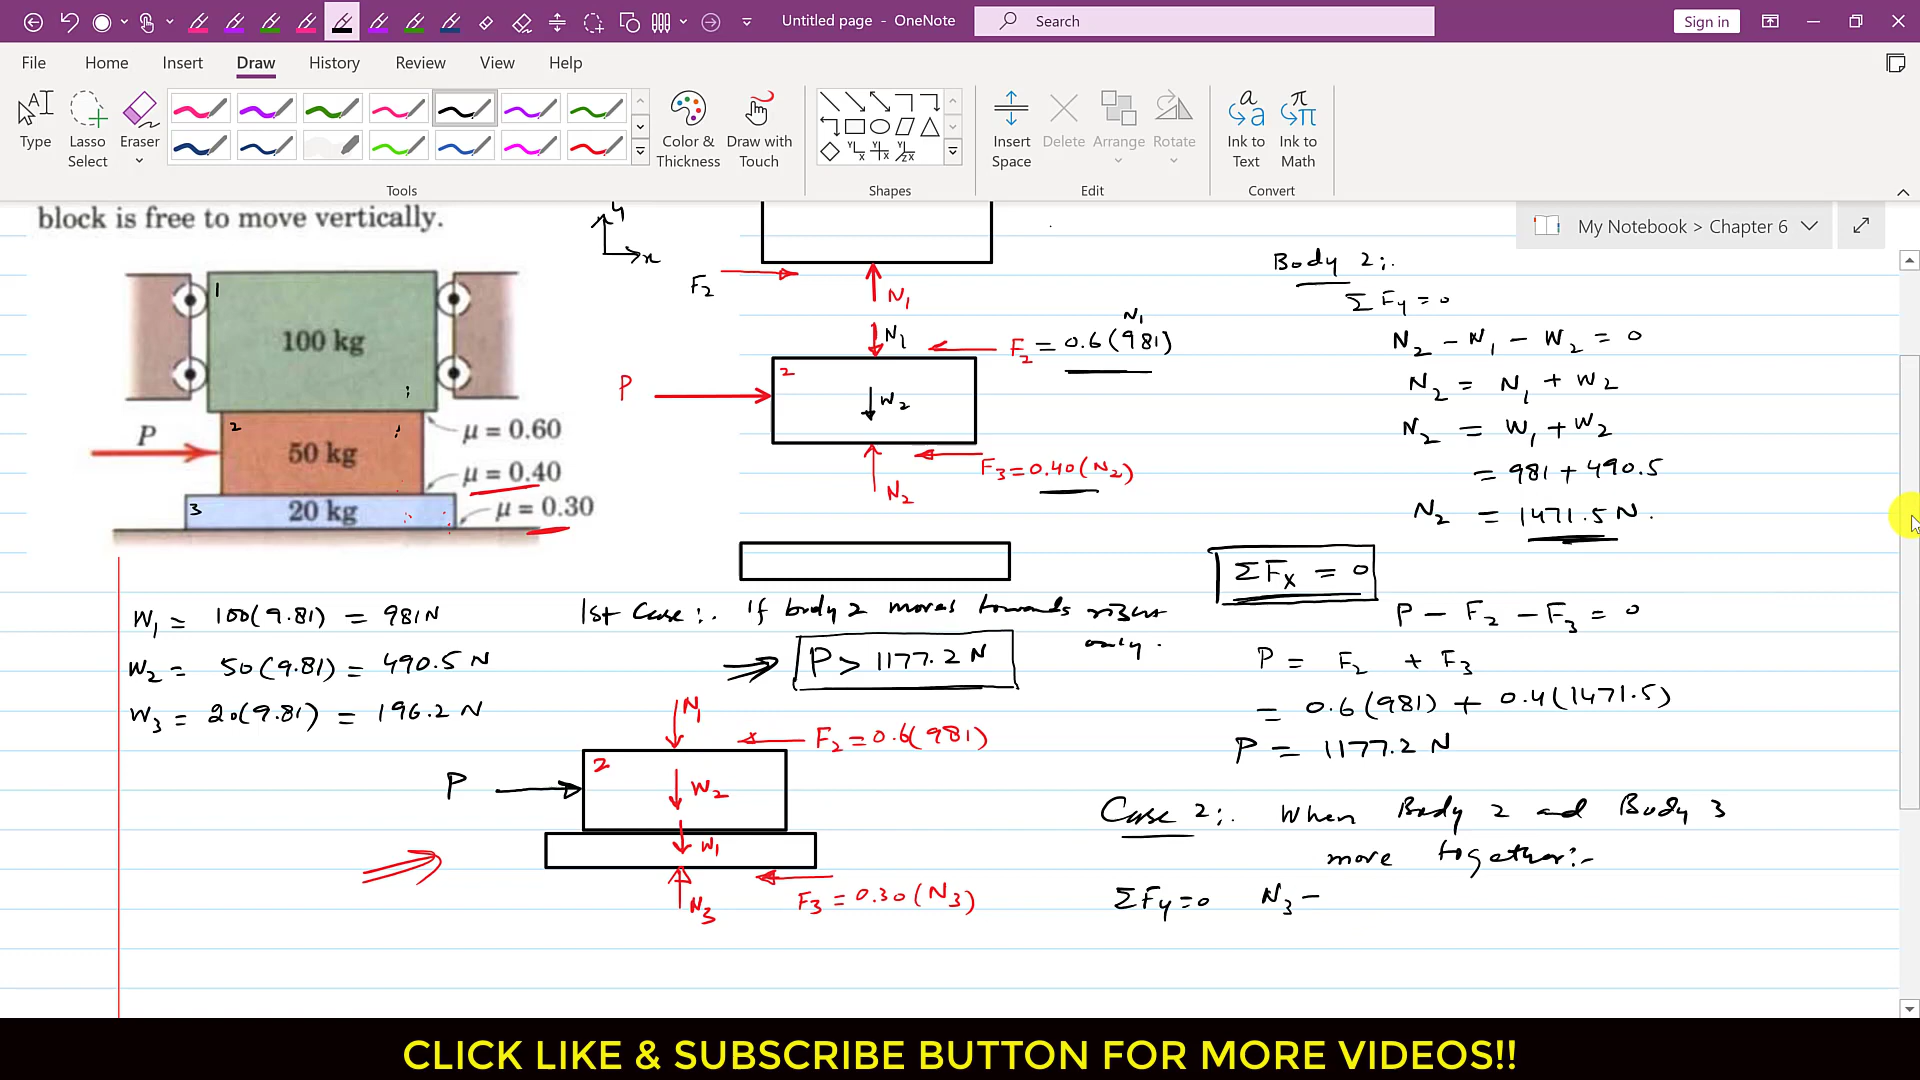 Untitled page - OneNote
Search
Sign in
File
Home
Insert
Draw
History
Review
View
Help
Type
Lasso
Select
Eraser
Color &
Thickness
Draw with
Touch
Insert
Space
Delete
Arrange
Rotate
Ink to
Text
Ink to
Math
Tools
Shapes
Edit
Convert
My Notebook > Chapter 6
block is free to move vertically.
1
100 kg
P
2
50 kg
3
20 kg
μ = 0.60
μ = 0.40
μ = 0.30
W₁ = 100(9.81) = 981N
W₂ = 50(9.81) = 490.5 N
W₃ = 20(9.81) = 196.2 N
y
x
F₂
N₁
N₁
N₁
F₂ = 0.6(981)
P
2
W₂
F₃ = 0.40(N₂)
N₂
1st Case:. If body 2 moves towards right
only.
P > 1177.2 N
N₁
F₂ = 0.6(981)
2
P
W₂
W₁
N₃
F₃ = 0.30(N₃)
Body 2:.
ΣFy = 0
N₂ - N₁ - W₂ = 0
N₂ = N₁ + W₂
N₂ = W₁ + W₂
= 981 + 490.5
N₂ = 1471.5 N.
ΣFx = 0
P - F₂ - F₃ = 0
P = F₂ + F₃
= 0.6(981) + 0.4(1471.5)
P = 1177.2 N
Case 2:. When Body 2 and Body 3
move together:-
ΣFy = 0 N₃ -
CLICK LIKE & SUBSCRIBE BUTTON FOR MORE VIDEOS!!